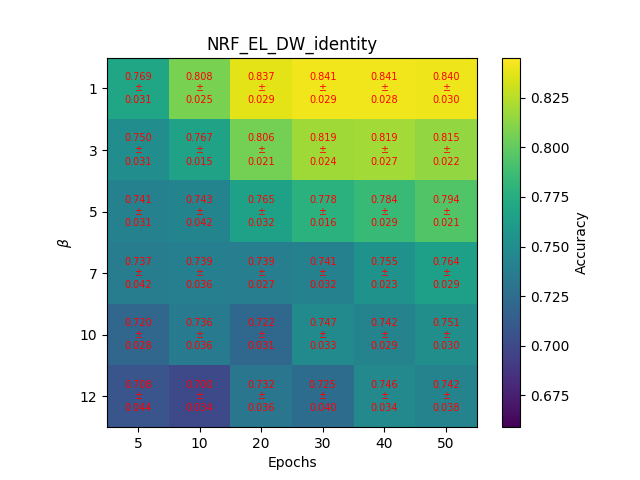 NRF_EL_DW_identity
0.769 0.808 0.837 0.841 0.841 0.840
1 ± ± ± ± ± ±
0.031 0.025 0.029 0.029 0.028 0.030
0.750 0.767 0.806 0.819 0.819 0.815
3 ± ± ± ± ± ±
0.031 0.015 0.021 0.024 0.027 0.022
0.741 0.743 0.765 0.778 0.784 0.794
5 ± ± ± ± ± ±
0.031 0.042 0.032 0.016 0.029 0.021
0.737 0.739 0.739 0.741 0.755 0.764
7 ± ± ± ± ± ±
0.042 0.036 0.027 0.032 0.023 0.029
0.720 0.736 0.722 0.747 0.742 0.751
10 ± ± ± ± ± ±
0.028 0.036 0.031 0.033 0.029 0.030
0.732 0.725 0.746 0.742
12 ± ± ± ± ± ±
0.044 0.036 0.040 0.034 0.038
5 10 20 30 40 50
Epochs
β
0.825
0.800
0.775
0.750
0.725
0.700
0.675
Accuracy